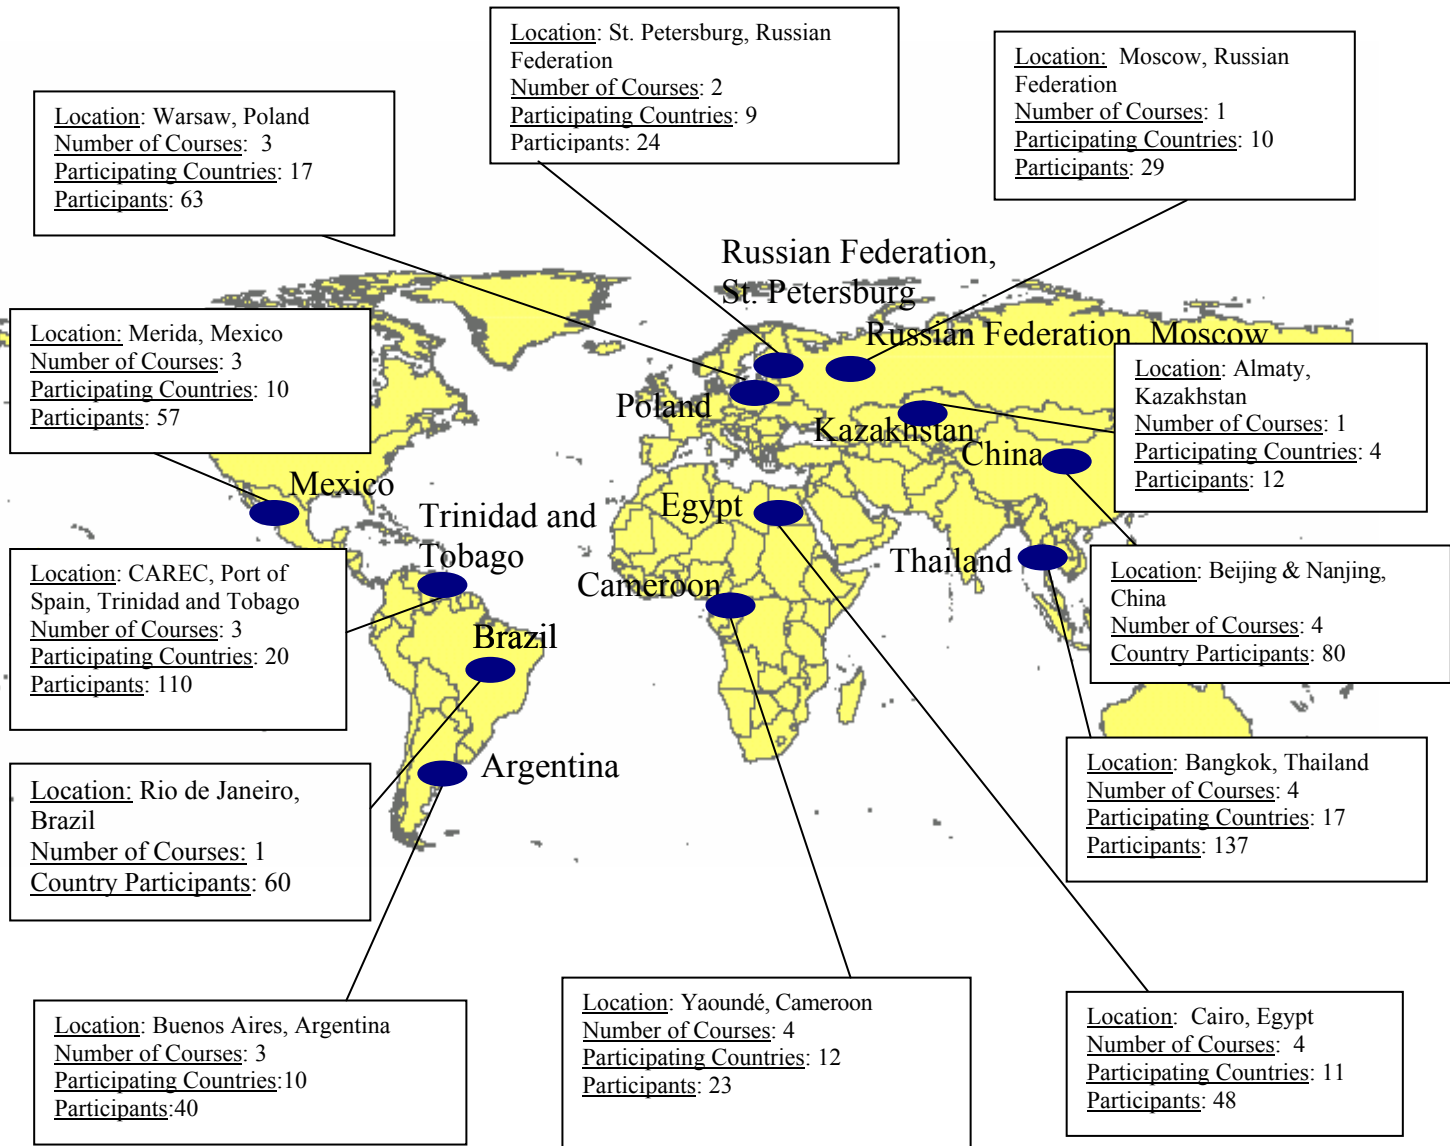 Location: St. Petersburg, Russian
Federation
Number of Courses: 2
Participating Countries: 9
Participants: 24
Location: Moscow, Russian
Federation
Number of Courses: 1
Participating Countries: 10
Participants: 29
Location: Warsaw, Poland
Number of Courses: 3
Participating Countries: 17
Participants: 63
Russian Federation,
St. Petersburg
Russian Federation, Moscow
Location: Merida, Mexico
Number of Courses: 3
Participating Countries: 10
Participants: 57
Location: Almaty,
Kazakhstan
Number of Courses: 1
Participating Countries: 4
Participants: 12
Poland
Kazakhstan
China
Mexico
Egypt
Trinidad and
Tobago
Thailand
Cameroon
Location: CAREC, Port of
Spain, Trinidad and Tobago
Number of Courses: 3
Participating Countries: 20
Participants: 110
Location: Beijing & Nanjing,
China
Number of Courses: 4
Country Participants: 80
Brazil
Argentina
Location: Rio de Janeiro,
Brazil
Number of Courses: 1
Country Participants: 60
Location: Bangkok, Thailand
Number of Courses: 4
Participating Countries: 17
Participants: 137
Location: Buenos Aires, Argentina
Number of Courses: 3
Participating Countries:10
Participants:40
Location: Yaoundé, Cameroon
Number of Courses: 4
Participating Countries: 12
Participants: 23
Location: Cairo, Egypt
Number of Courses: 4
Participating Countries: 11
Participants: 48